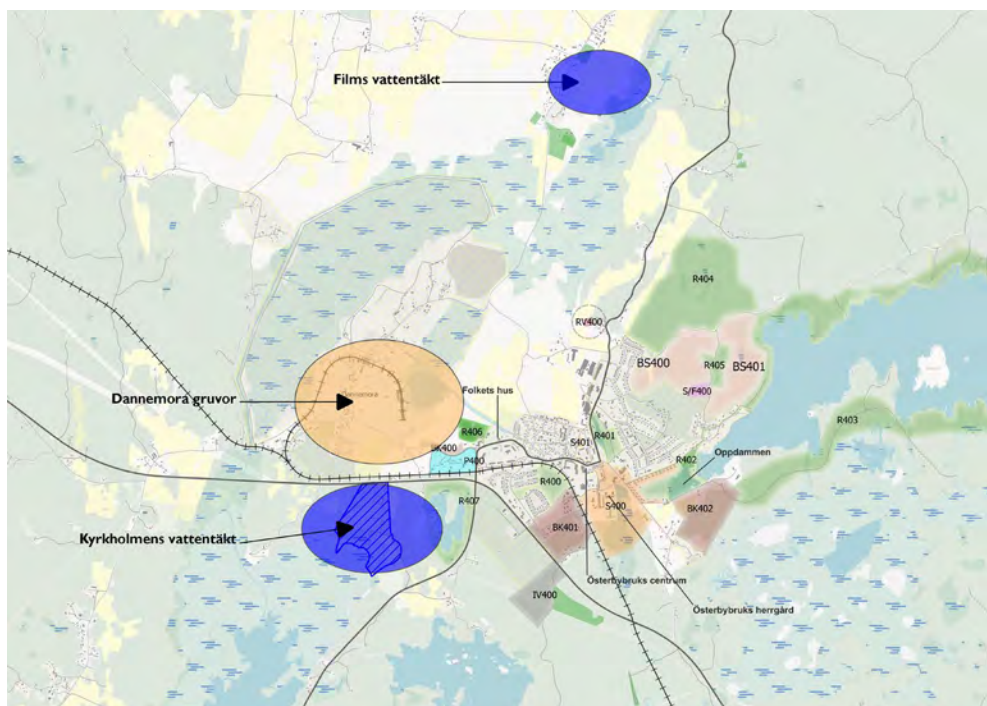 Films vattentäkt
R404
RV400
BS400
R405
BS401
Dannemora gruvor
Folkets hus
S/F400
R403
R406
S401
R401
P400
R402
Oppdammen
R400
R407
S400
BK402
BK401
Kyrkholmens vattentäkt
Österbybruks centrum
IV400
Österbybruks herrgård